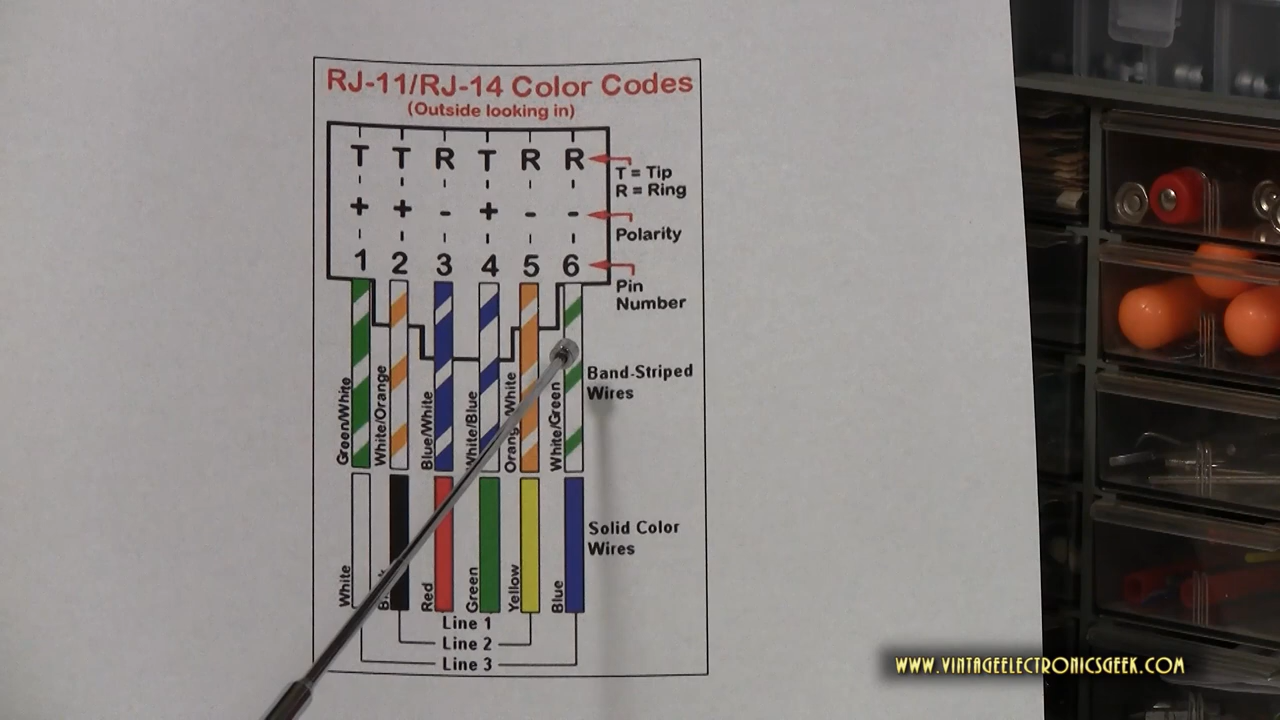 RJ-11/RJ-14 Color Codes
(Outside looking in)
T T R T R R
T = Tip
R = Ring
+ + - + - -
Polarity
1 2 3 4 5 6
Pin
Number
Green/White
White/Orange
Blue/White
White/Blue
White/Green
Band-Striped
Wires
White
Red
Green
Yellow
Blue
Solid Color
Wires
Line 1
Line 2
Line 3
WWW.VINTAGEELECTRONICSGEEK.COM